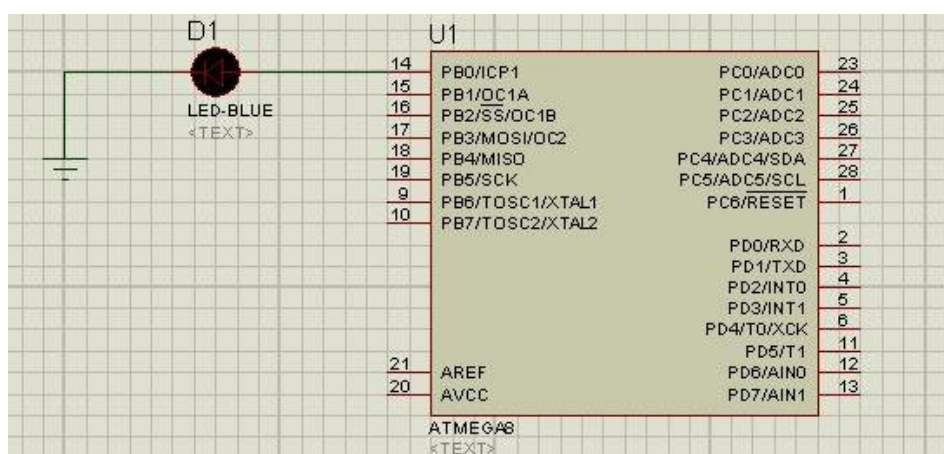 D1
LED-BLUE
<TEXT>
U1
14 PB0/ICP1
15 PB1/OC1A
16 PB2/SS/OC1B
17 PB3/MOSI/OC2
18 PB4/MISO
19 PB5/SCK
9 PB6/TOSC1/XTAL1
10 PB7/TOSC2/XTAL2
21 AREF
20 AVCC
PC0/ADC0 23
PC1/ADC1 24
PC2/ADC2 25
PC3/ADC3 26
PC4/ADC4/SDA 27
PC5/ADC5/SCL 28
PC6/RESET 1
PD0/RXD 2
PD1/TXD 3
PD2/INT0 4
PD3/INT1 5
PD4/T0/XCK 6
PD5/T1 11
PD6/AIN0 12
PD7/AIN1 13
ATMEGA8
<TEXT>